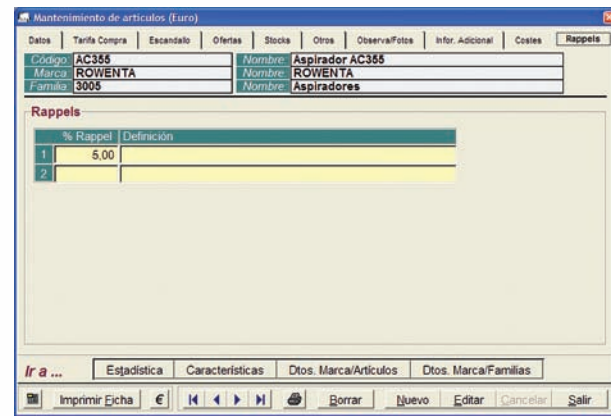 Mantenimiento de artículos (Euro)
Datos Tarifa Compra Escandalo Ofertas Stocks Otros Observa/Fotos Infor. Adicional Costes Rappels
Código: AC355 Nombre: Aspirador AC355
Marca: ROWENTA Nombre: ROWENTA
Familia: 3005 Nombre: Aspiradores
Rappels
% Rappel Definición
1 5,00
2
Ir a ... Estadística Características Dtos. Marca/Artículos Dtos. Marca/Familias
Imprimir Ficha € Borrar Nuevo Editar Cancelar Salir